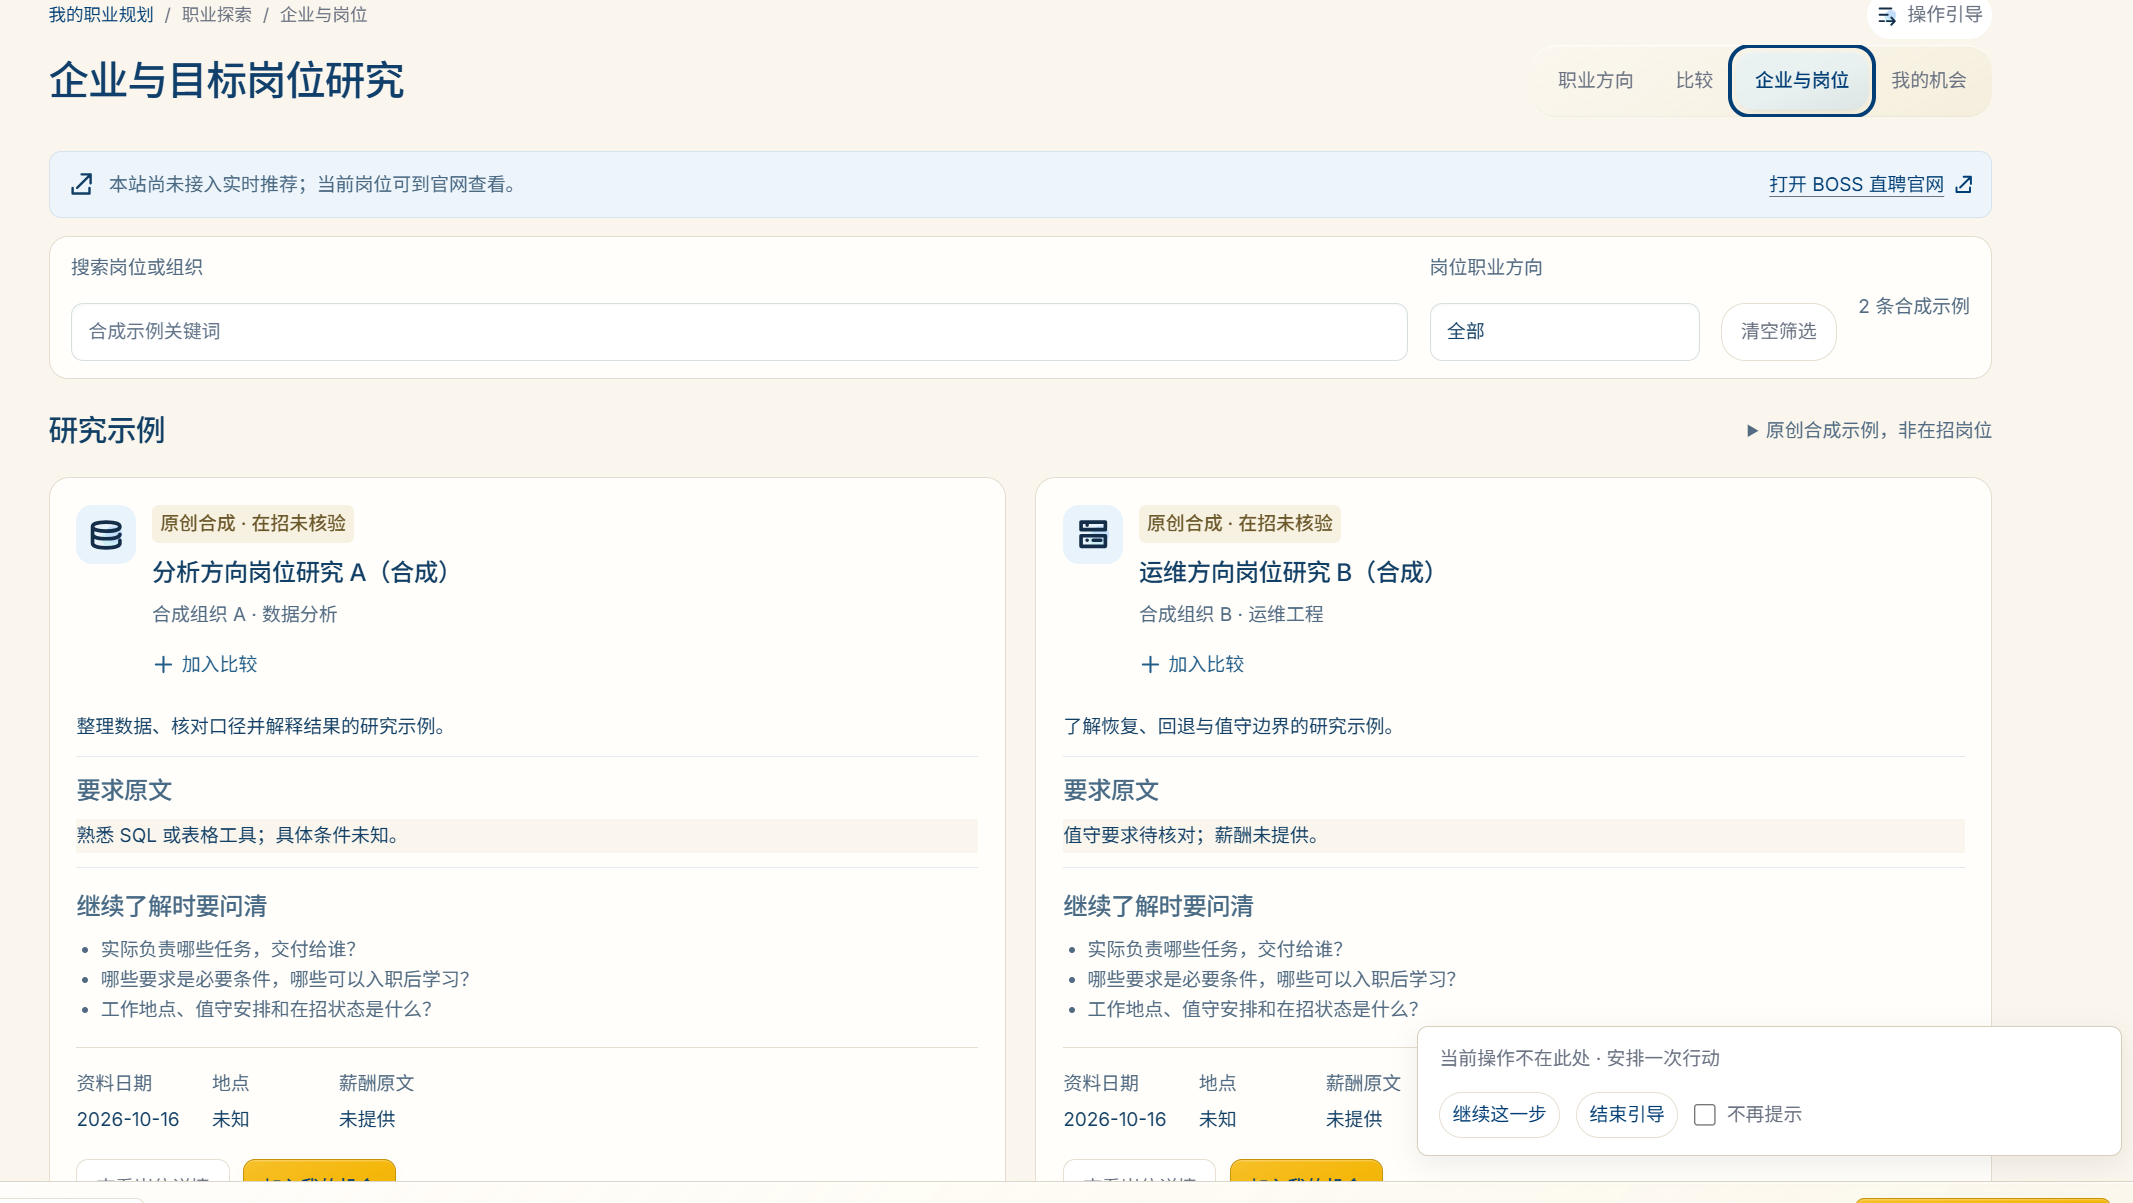 我的职业规划 / 职业探索 / 企业与岗位
操作引导
企业与目标岗位研究
职业方向
比较
企业与岗位
我的机会
本站尚未接入实时推荐；当前岗位可到官网查看。
打开 BOSS 直聘官网
搜索岗位或组织
合成示例关键词
岗位职业方向
全部
清空筛选
2 条合成示例
研究示例
原创合成示例，非在招岗位
原创合成 · 在招未核验
分析方向岗位研究 A（合成）
合成组织 A · 数据分析
加入比较
整理数据、核对口径并解释结果的研究示例。
要求原文
熟悉 SQL 或表格工具；具体条件未知。
继续了解时要问清
• 实际负责哪些任务，交付给谁？
• 哪些要求是必要条件，哪些可以入职后学习？
• 工作地点、值守安排和在招状态是什么？
资料日期 地点 薪酬原文
2026-10-16 未知 未提供
原创合成 · 在招未核验
运维方向岗位研究 B（合成）
合成组织 B · 运维工程
加入比较
了解恢复、回退与值守边界的研究示例。
要求原文
值守要求待核对；薪酬未提供。
继续了解时要问清
• 实际负责哪些任务，交付给谁？
• 哪些要求是必要条件，哪些可以入职后学习？
• 工作地点、值守安排和在招状态是什么？
资料日期 地点 薪酬原文
2026-10-16 未知 未提供
当前操作不在此处 · 安排一次行动
继续这一步
结束引导
不再提示